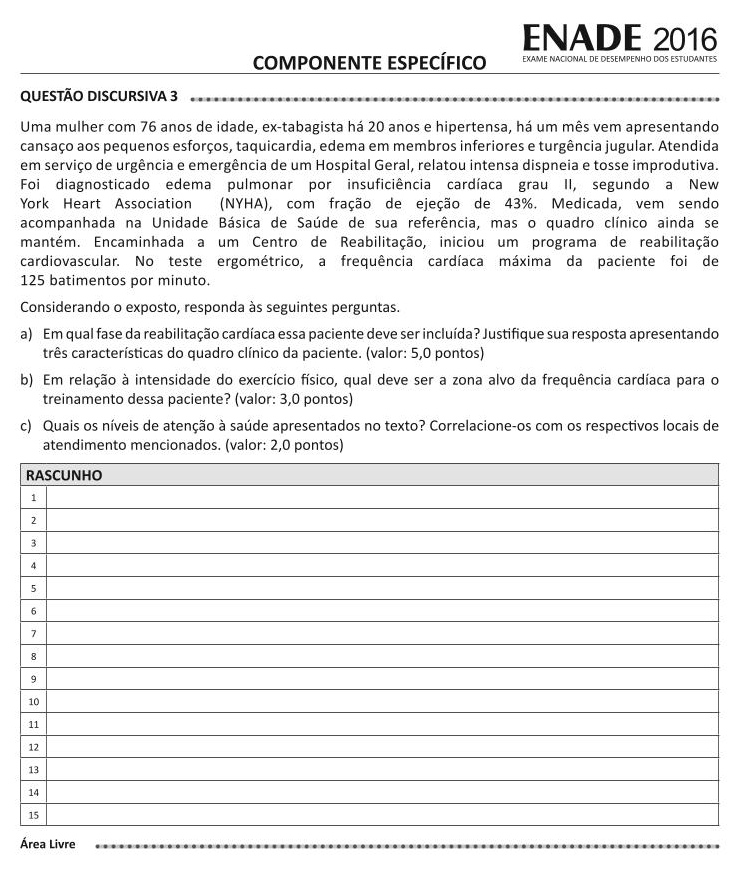 ENADE 2016
EXAME NACIONAL DE DESEMPENHO DOS ESTUDANTES
COMPONENTE ESPECÍFICO
QUESTÃO DISCURSIVA 3
Uma mulher com 76 anos de idade, ex-tabagista há 20 anos e hipertensa, há um mês vem apresentando
cansaço aos pequenos esforços, taquicardia, edema em membros inferiores e turgência jugular. Atendida
em serviço de urgência e emergência de um Hospital Geral, relatou intensa dispneia e tosse improdutiva.
Foi diagnosticado edema pulmonar por insuficiência cardíaca grau II, segundo a New
York Heart Association (NYHA), com fração de ejeção de 43%. Medicada, vem sendo
acompanhada na Unidade Básica de Saúde de sua referência, mas o quadro clínico ainda se
mantém. Encaminhada a um Centro de Reabilitação, iniciou um programa de reabilitação
cardiovascular. No teste ergométrico, a frequência cardíaca máxima da paciente foi de
125 batimentos por minuto.
Considerando o exposto, responda às seguintes perguntas.
a) Em qual fase da reabilitação cardíaca essa paciente deve ser incluída? Justifique sua resposta apresentando
três características do quadro clínico da paciente. (valor: 5,0 pontos)
b) Em relação à intensidade do exercício físico, qual deve ser a zona alvo da frequência cardíaca para o
treinamento dessa paciente? (valor: 3,0 pontos)
c) Quais os níveis de atenção à saúde apresentados no texto? Correlacione-os com os respectivos locais de
atendimento mencionados. (valor: 2,0 pontos)
RASCUNHO
1
2
3
4
5
6
7
8
9
10
11
12
13
14
15
Área Livre